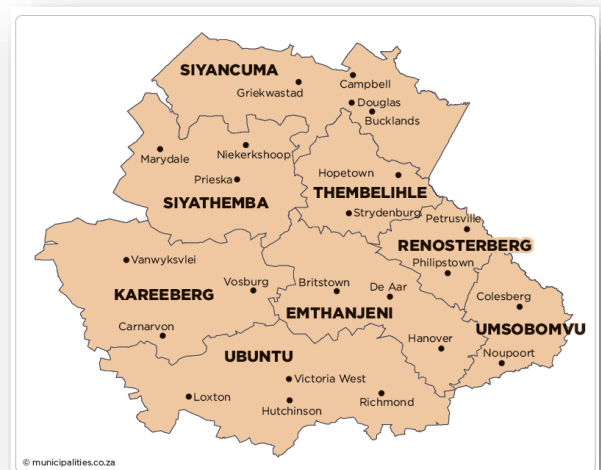 SIYANCUMA
Campbell
Griekwastad
Douglas
Bucklands
Marydale
Niekerkshoop
Prieska
SIYATHEMBA
Hopetown
THEMBELIHLE
Strydenburg
Petrusville
RENOSTERBERG
Philipstown
Vanwyksvlei
Vosburg
KAREEBERG
Carnarvon
Britstown
De Aar
EMTHANJENI
Hanover
Colesberg
UMSOBOMVU
Noupoort
UBUNTU
Victoria West
Loxton
Hutchinson
Richmond
© municipalities.co.za